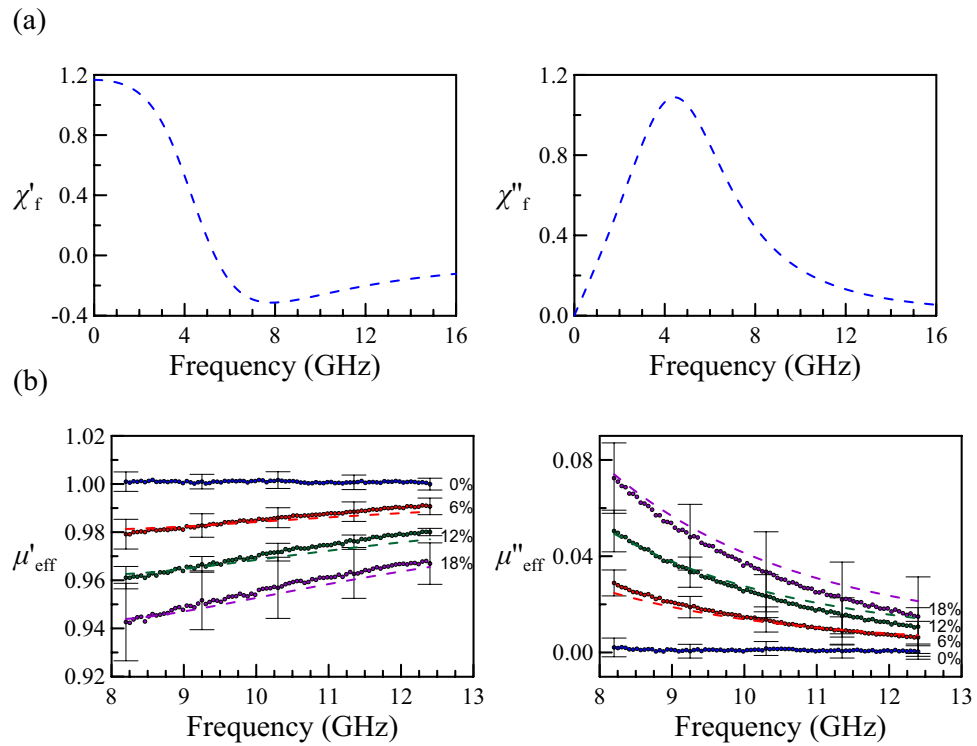 (a)
1.2
0.8
0.4
0.0
-0.4
χ'f
0 4 8 12 16
Frequency (GHz)
1.2
0.8
0.4
0.0
χ"f
0 4 8 12 16
Frequency (GHz)
(b)
1.02
1.00
0.98
0.96
0.94
0.92
μ'eff
0%
6%
12%
18%
8 9 10 11 12 13
Frequency (GHz)
0.08
0.04
0.00
μ"eff
18%
12%
6%
0%
8 9 10 11 12 13
Frequency (GHz)